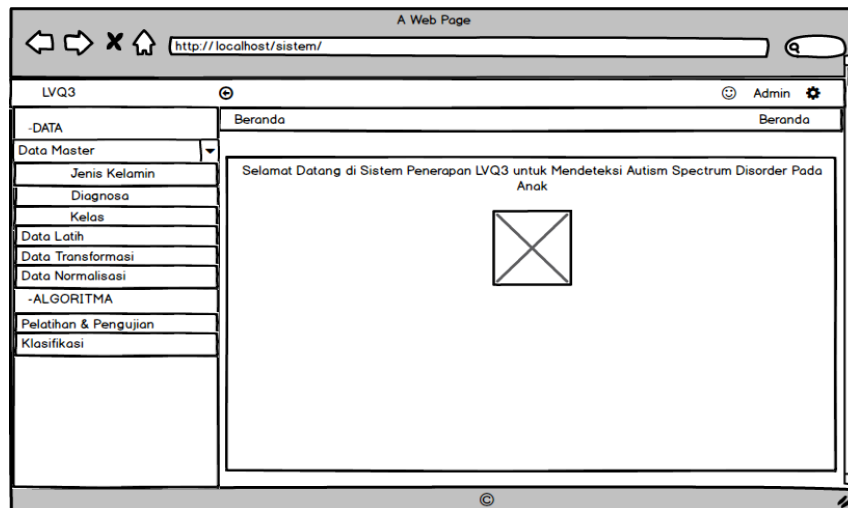 A Web Page
http://localhost/sistem/
LVQ3
Admin
-DATA
Data Master
Jenis Kelamin
Diagnosa
Kelas
Data Latih
Data Transformasi
Data Normalisasi
-ALGORITMA
Pelatihan & Pengujian
Klasifikasi
Beranda
Beranda
Selamat Datang di Sistem Penerapan LVQ3 untuk Mendeteksi Autism Spectrum Disorder Pada
Anak
©